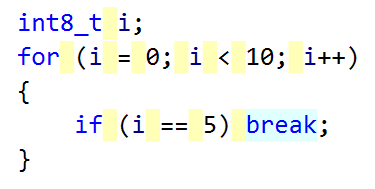 int8_t i;
for (i = 0; i < 10; i++)
{
    if (i == 5) break;
}